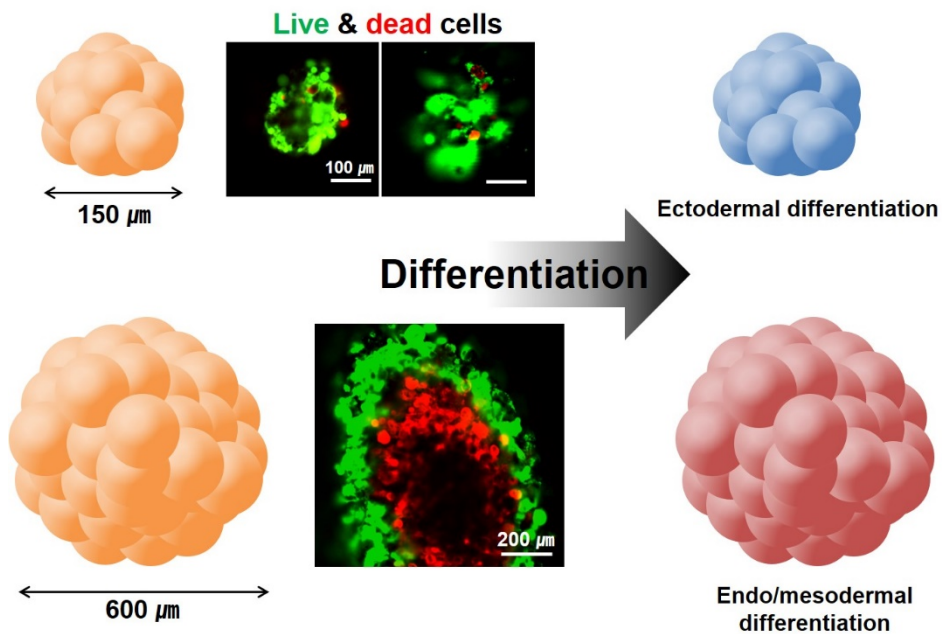 Live & dead cells
100 ㎛
150 ㎛
Ectodermal differentiation
Differentiation
200 ㎛
600 ㎛
Endo/mesodermal
differentiation